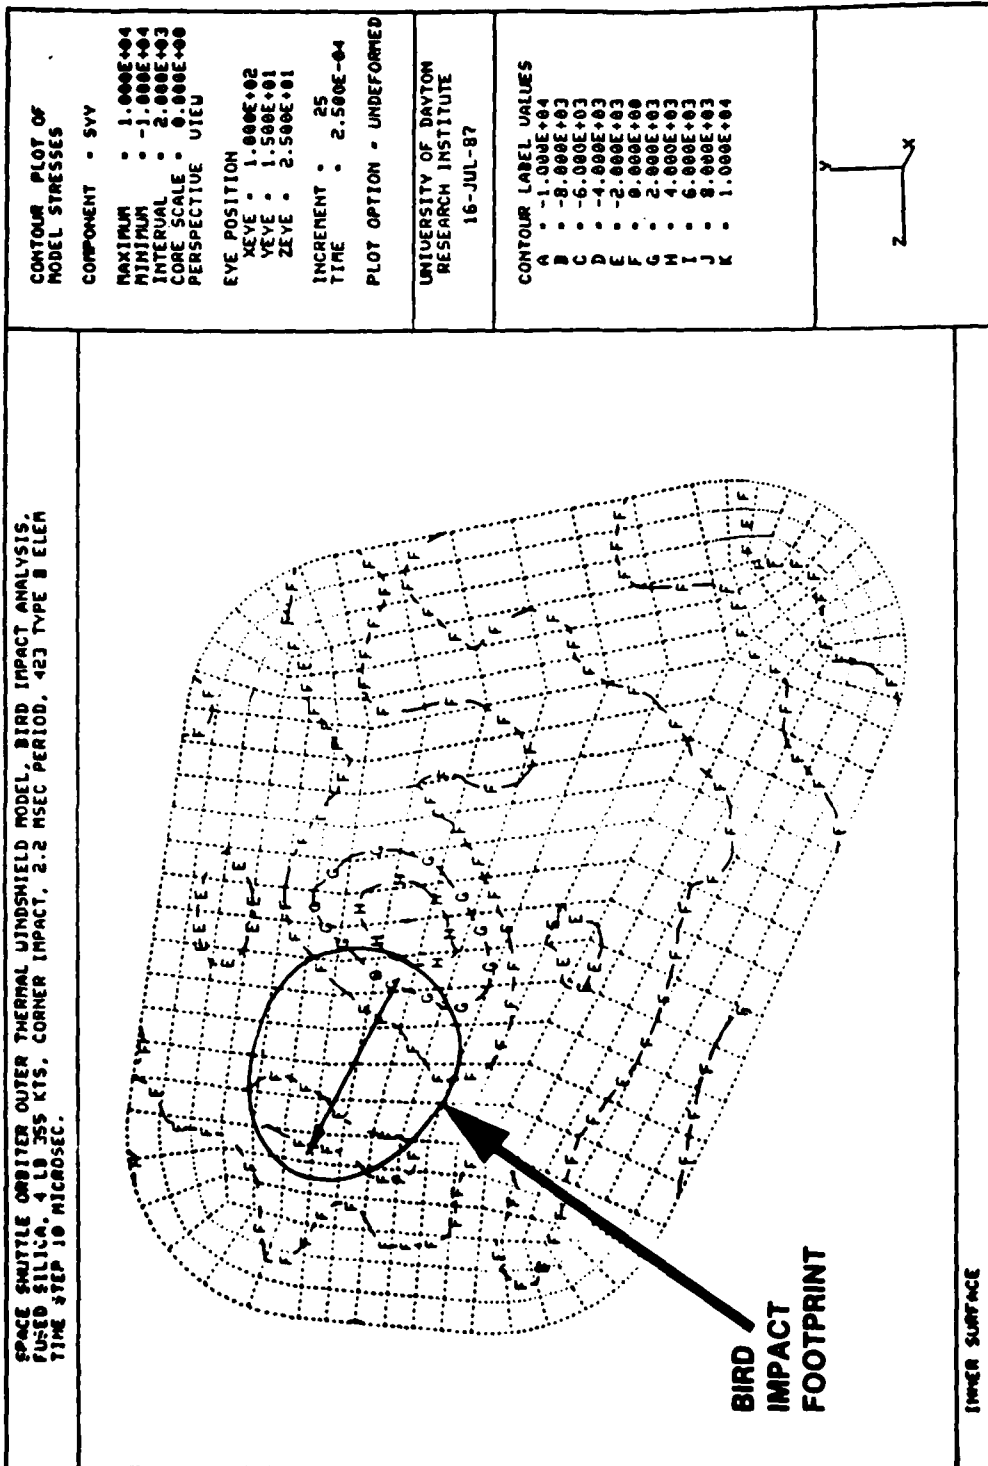 SPACE SHUTTLE ORBITER OUTER THERMAL WINDSHIELD MODEL, BIRD IMPACT ANALYSIS,
FUSED SILICA, 4 LB 355 KTS, CORNER IMPACT, 2.2 MSEC PERIOD, 423 TYPE 8 ELEM
TIME STEP 10 MICROSEC.
CONTOUR PLOT OF
MODEL STRESSES
COMPONENT = SYY
MAXIMUM = 1.000E+04
MINIMUM = -1.000E+04
INTERVAL = 2.000E+03
CORE SCALE = 0.000E+00
PERSPECTIVE VIEW
EYE POSITION
XEYE = 1.000E+02
YEYE = 1.500E+01
ZEYE = 2.500E+01
INCREMENT = 25
TIME = 2.500E-04
PLOT OPTION = UNDEFORMED
UNIVERSITY OF DAYTON
RESEARCH INSTITUTE
16-JUL-87
CONTOUR LABEL VALUES
A = -1.000E+04
B = -8.000E+03
C = -6.000E+03
D = -4.000E+03
E = -2.000E+03
F = 0.000E+00
G = 2.000E+03
H = 4.000E+03
I = 6.000E+03
J = 8.000E+03
K = 1.000E+04
Y
X
Z
BIRD
IMPACT
FOOTPRINT
INNER SURFACE